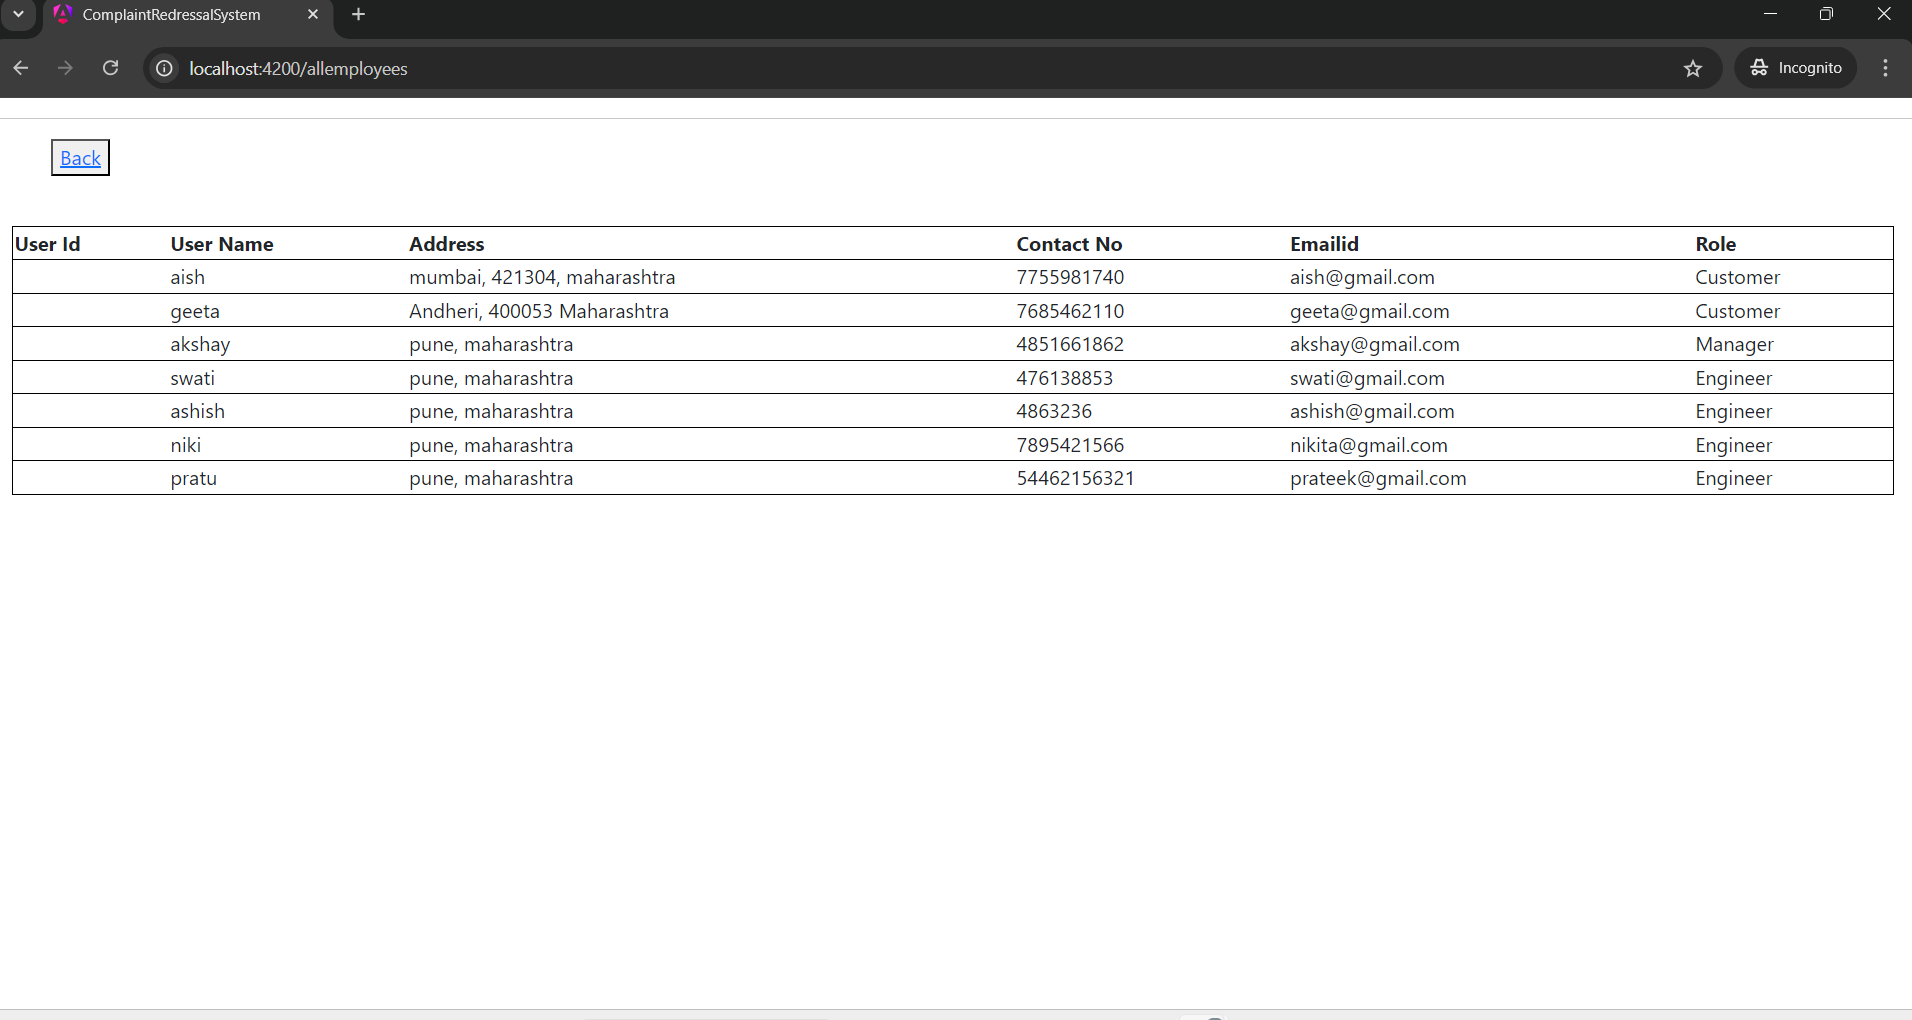 ComplaintRedressalSystem
localhost:4200/allemployees
Incognito
Back
User Id User Name Address Contact No Emailid Role
aish mumbai, 421304, maharashtra 7755981740 aish@gmail.com Customer
geeta Andheri, 400053 Maharashtra 7685462110 geeta@gmail.com Customer
akshay pune, maharashtra 4851661862 akshay@gmail.com Manager
swati pune, maharashtra 476138853 swati@gmail.com Engineer
ashish pune, maharashtra 4863236 ashish@gmail.com Engineer
niki pune, maharashtra 7895421566 nikita@gmail.com Engineer
pratu pune, maharashtra 54462156321 prateek@gmail.com Engineer